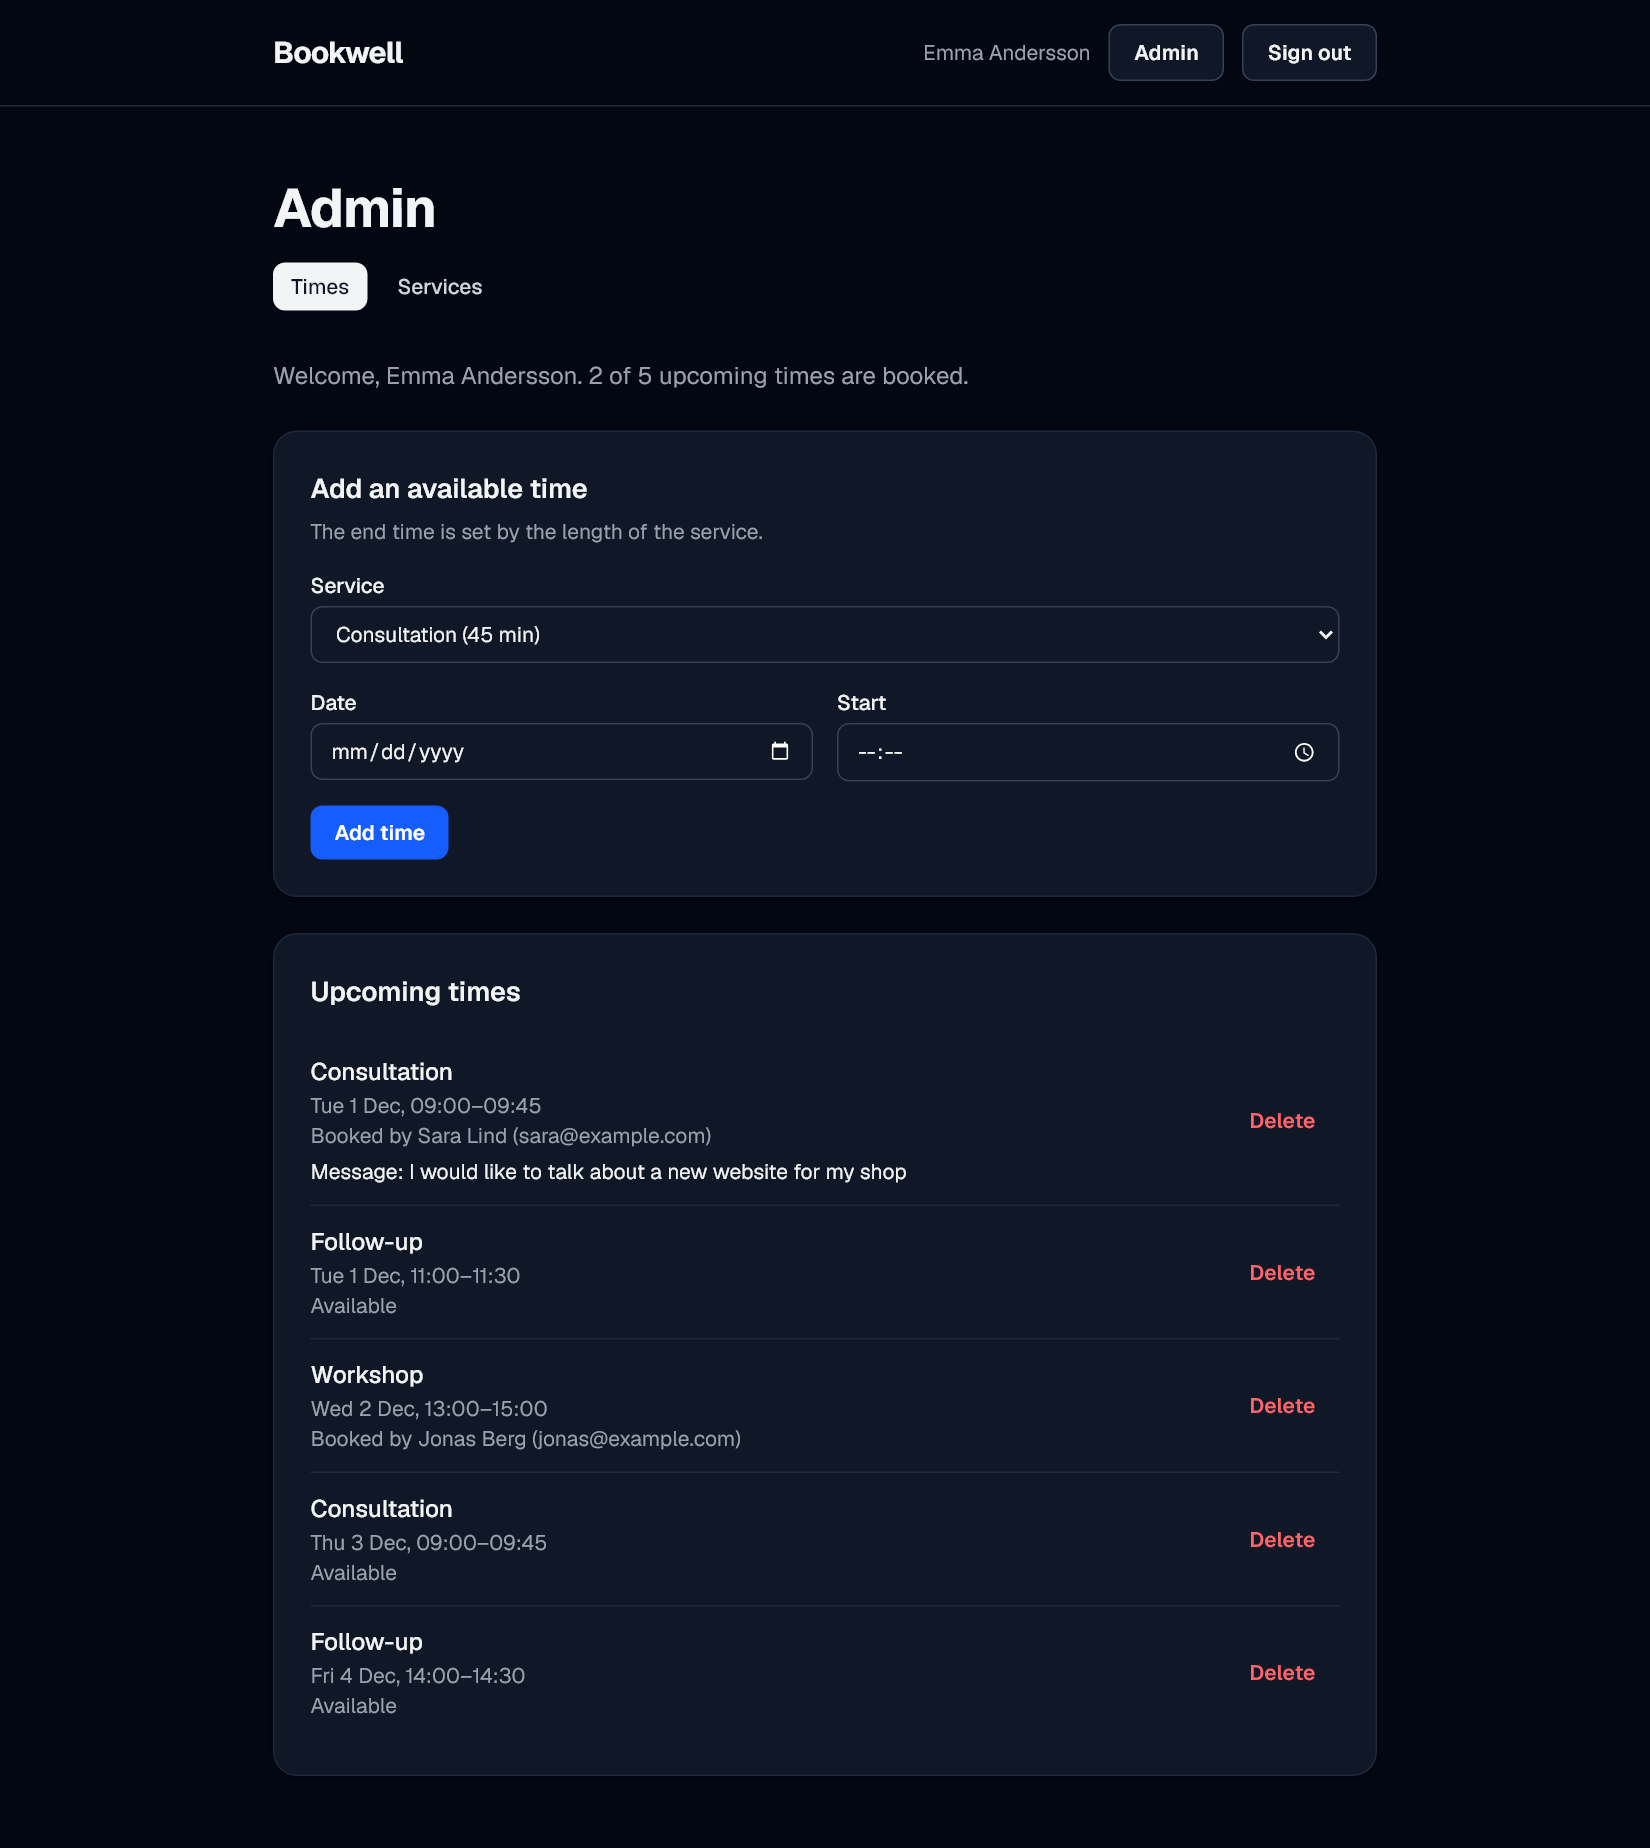 Bookwell
Emma Andersson
Admin
Sign out
Admin
Times
Services
Welcome, Emma Andersson. 2 of 5 upcoming times are booked.
Add an available time
The end time is set by the length of the service.
Service
Consultation (45 min)
Date
Start
mm/dd/yyyy
--:--
Add time
Upcoming times
Consultation
Tue 1 Dec, 09:00–09:45
Booked by Sara Lind (sara@example.com)
Message: I would like to talk about a new website for my shop
Delete
Follow-up
Tue 1 Dec, 11:00–11:30
Available
Delete
Workshop
Wed 2 Dec, 13:00–15:00
Booked by Jonas Berg (jonas@example.com)
Delete
Consultation
Thu 3 Dec, 09:00–09:45
Available
Delete
Follow-up
Fri 4 Dec, 14:00–14:30
Available
Delete